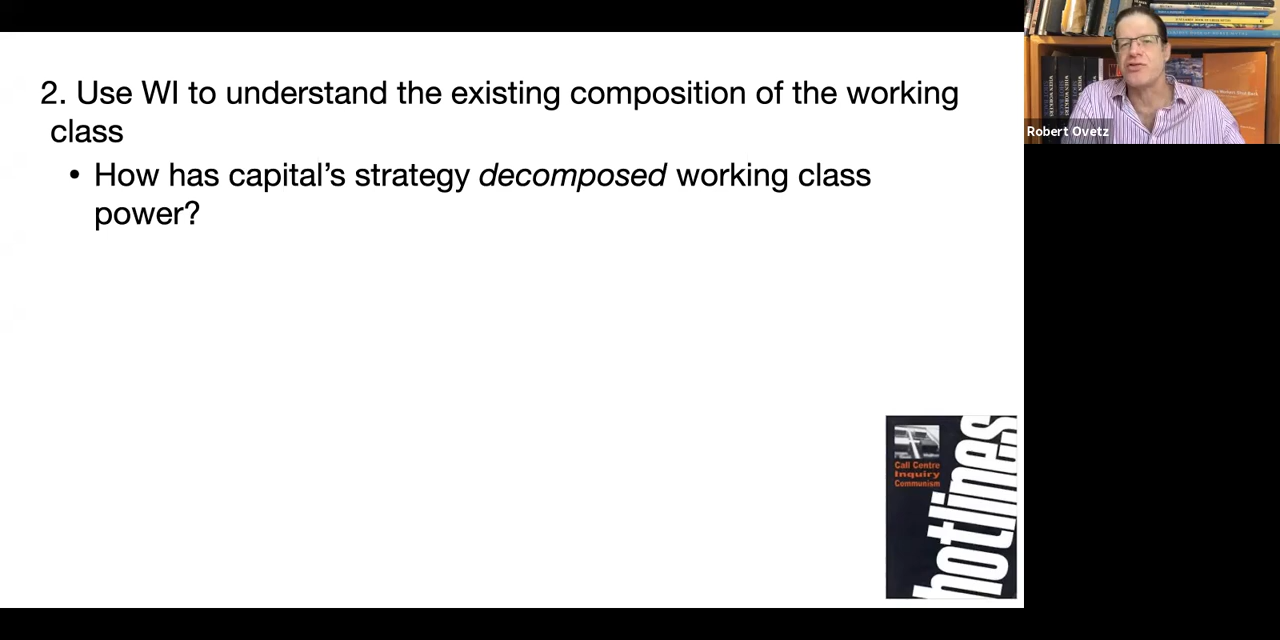 2. Use WI to understand the existing composition of the working
class
• How has capital’s strategy decomposed working class
power?
Robert Ovetz
Call Centre
Inquiry
Communism
hotlines